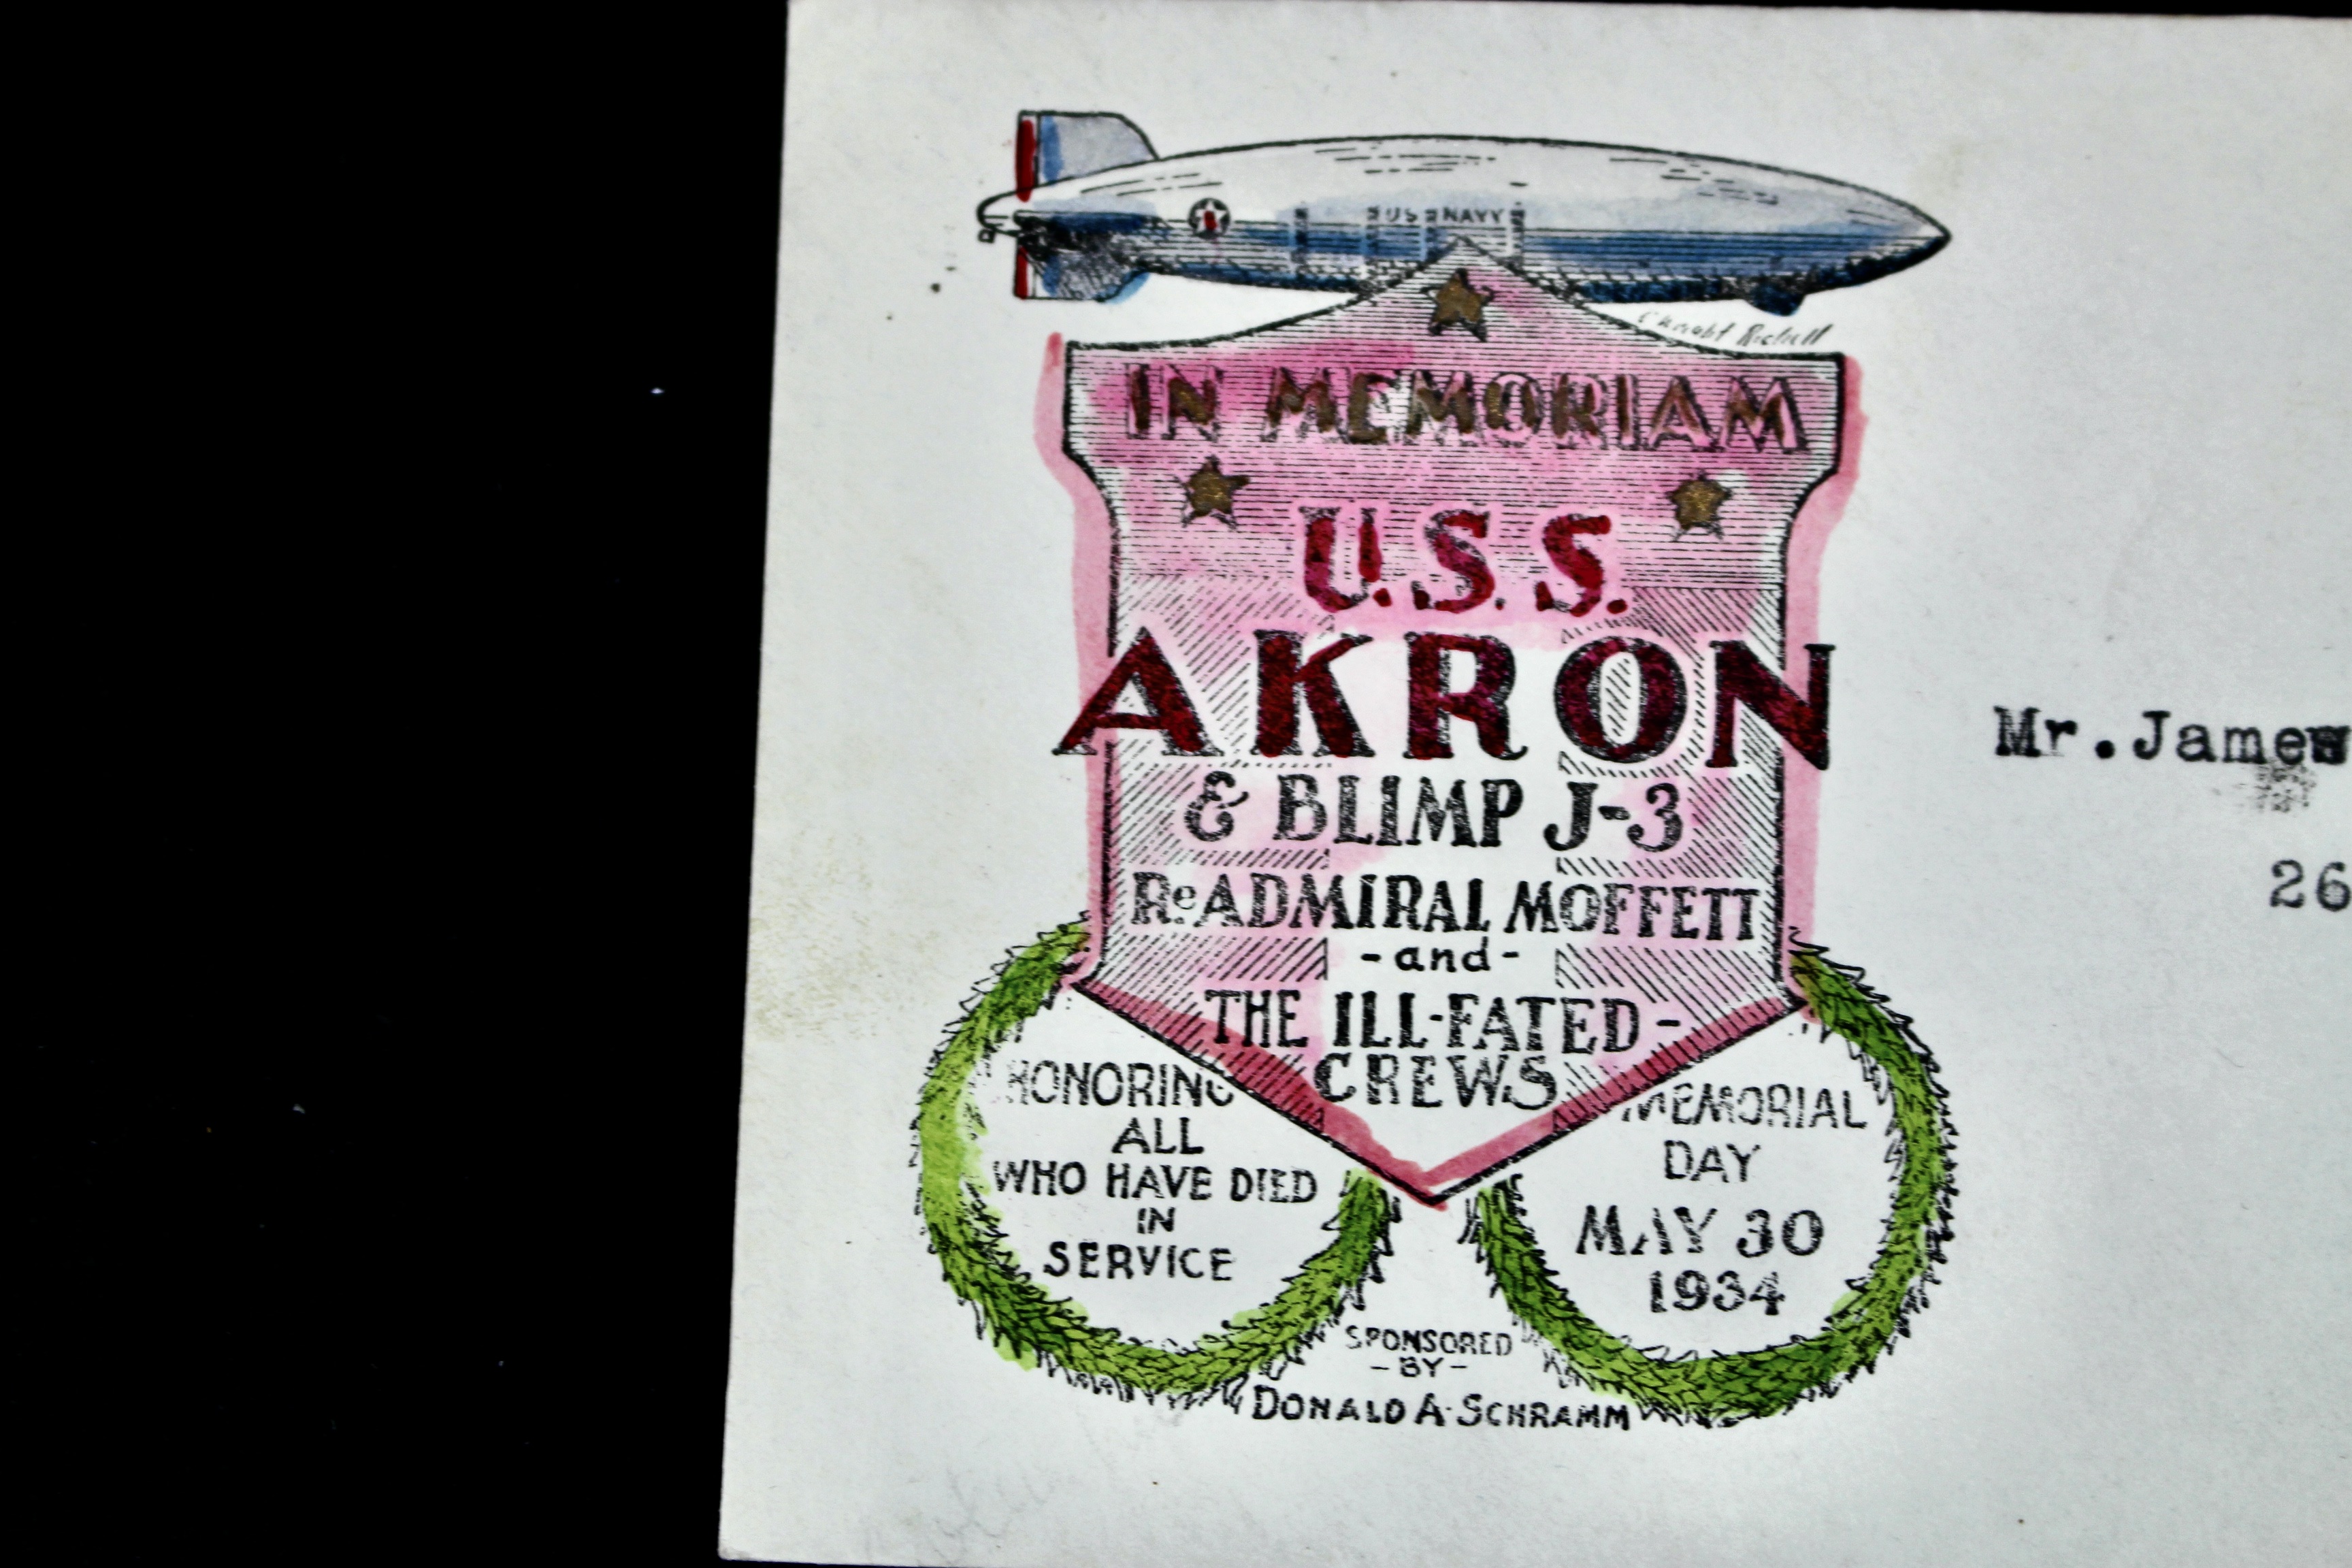 US NAVY
IN MEMORIAM
U.S.S.
AKRON
& BLIMP J-3
Re ADMIRAL MOFFETT
-and-
THE ILL-FATED-
CREWS
HONORING
ALL
WHO HAVE DIED
IN
SERVICE
MEMORIAL
DAY
MAY 30
1934
SPONSORED
-BY-
DONALD A. SCHRAMM
Mr. James
26